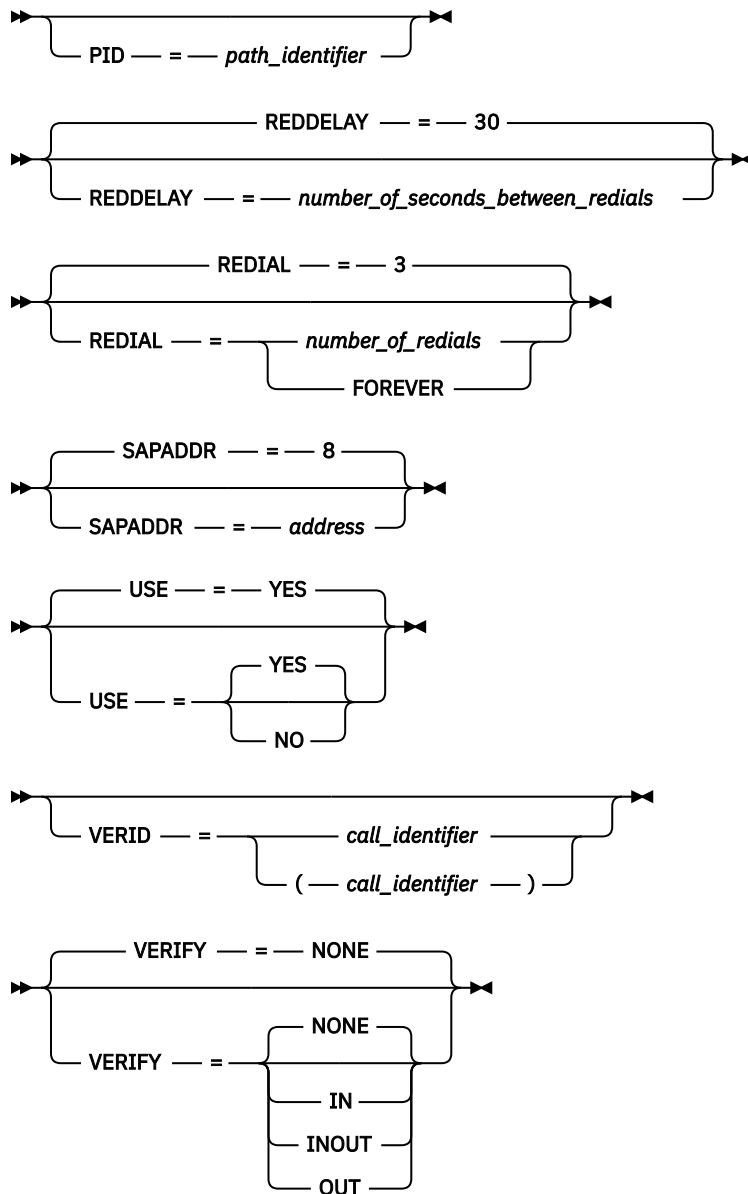 PID = path_identifier
REDDELAY = 30
REDDELAY = number_of_seconds_between_redials
REDIAL = 3
REDIAL = number_of_redials
FOREVER
SAPADDR = 8
SAPADDR = address
USE = YES
YES
USE =
NO
VERID = call_identifier
( call_identifier )
VERIFY = NONE
NONE
VERIFY =
IN
INOUT
OUT